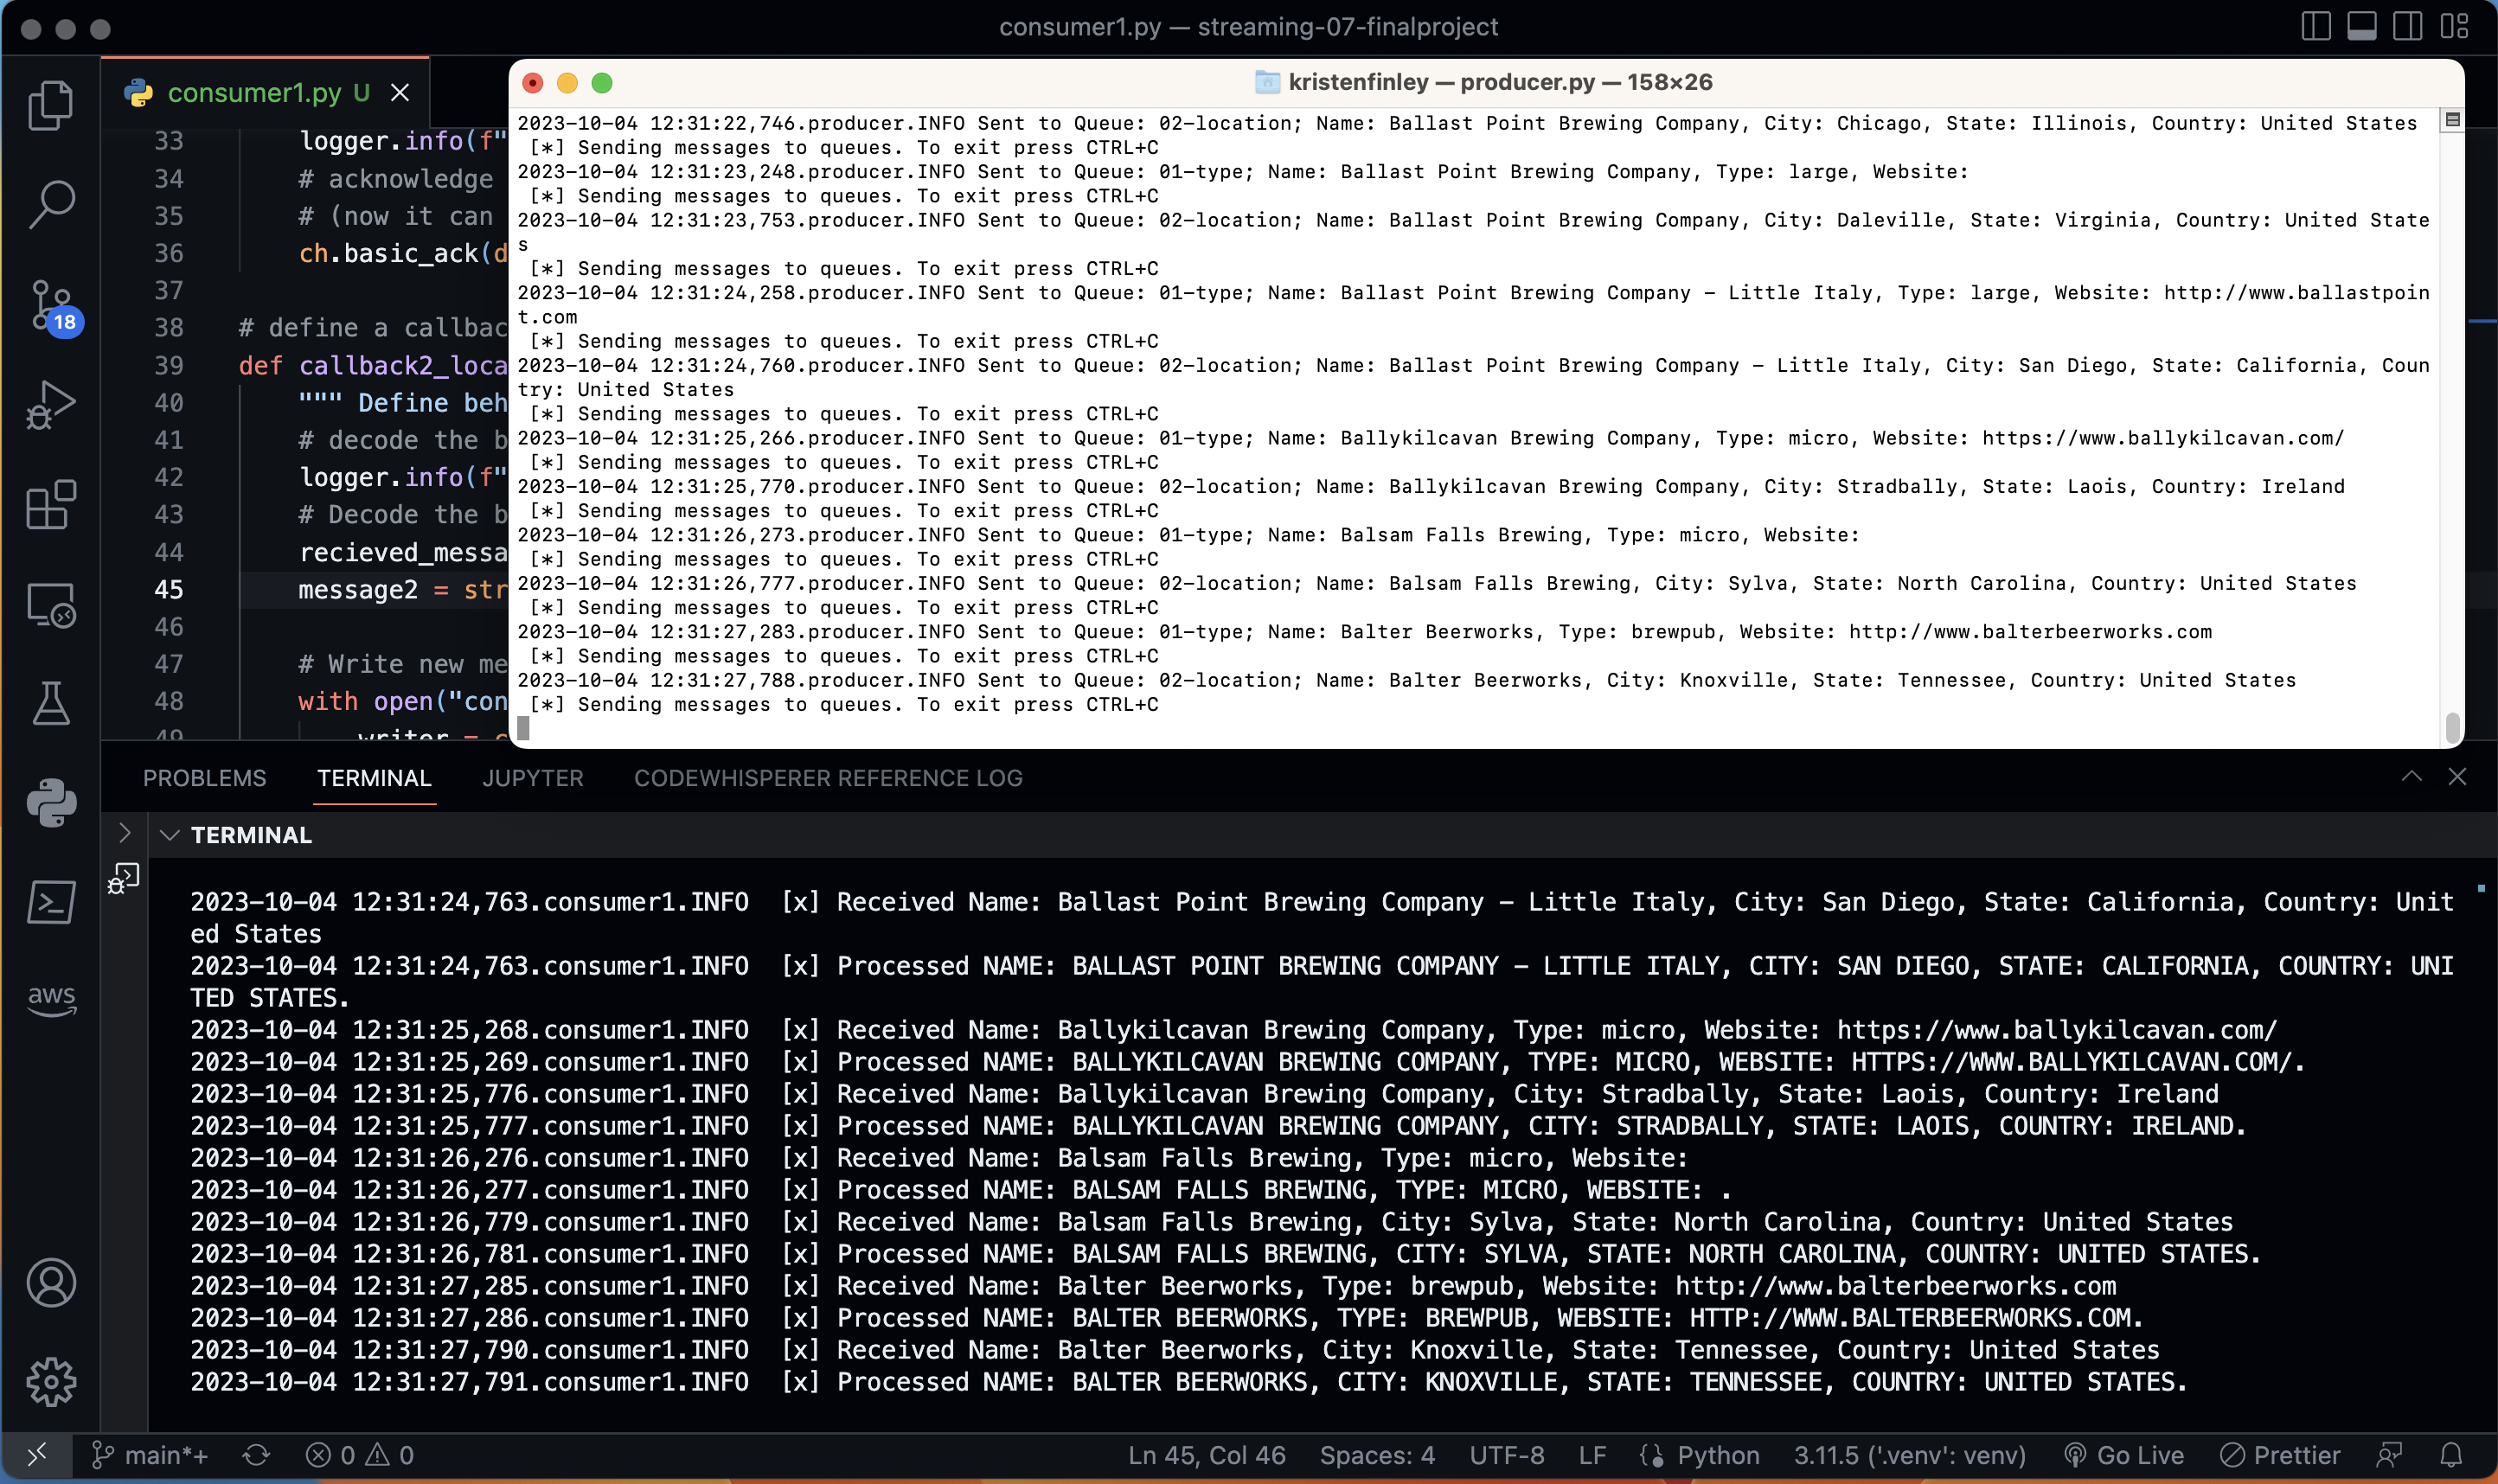 consumer1.py — streaming-07-finalproject
consumer1.py U
kristenfinley — producer.py — 158×26
33 logger.info(f"
34 # acknowledge
35 # (now it can
36 ch.basic_ack(d
37
38 # define a callbac
39 def callback2_loca
40 """ Define beh
41 # decode the b
42 logger.info(f"
43 # Decode the b
44 recieved_messa
45 message2 = str
46
47 # Write new me
48 with open("con
49 writer = c
18
2023-10-04 12:31:22,746.producer.INFO Sent to Queue: 02-location; Name: Ballast Point Brewing Company, City: Chicago, State: Illinois, Country: United States
[*] Sending messages to queues. To exit press CTRL+C
2023-10-04 12:31:23,248.producer.INFO Sent to Queue: 01-type; Name: Ballast Point Brewing Company, Type: large, Website:
[*] Sending messages to queues. To exit press CTRL+C
2023-10-04 12:31:23,753.producer.INFO Sent to Queue: 02-location; Name: Ballast Point Brewing Company, City: Daleville, State: Virginia, Country: United State
s
[*] Sending messages to queues. To exit press CTRL+C
2023-10-04 12:31:24,258.producer.INFO Sent to Queue: 01-type; Name: Ballast Point Brewing Company – Little Italy, Type: large, Website: http://www.ballastpoin
t.com
[*] Sending messages to queues. To exit press CTRL+C
2023-10-04 12:31:24,760.producer.INFO Sent to Queue: 02-location; Name: Ballast Point Brewing Company – Little Italy, City: San Diego, State: California, Coun
try: United States
[*] Sending messages to queues. To exit press CTRL+C
2023-10-04 12:31:25,266.producer.INFO Sent to Queue: 01-type; Name: Ballykilcavan Brewing Company, Type: micro, Website: https://www.ballykilcavan.com/
[*] Sending messages to queues. To exit press CTRL+C
2023-10-04 12:31:25,770.producer.INFO Sent to Queue: 02-location; Name: Ballykilcavan Brewing Company, City: Stradbally, State: Laois, Country: Ireland
[*] Sending messages to queues. To exit press CTRL+C
2023-10-04 12:31:26,273.producer.INFO Sent to Queue: 01-type; Name: Balsam Falls Brewing, Type: micro, Website:
[*] Sending messages to queues. To exit press CTRL+C
2023-10-04 12:31:26,777.producer.INFO Sent to Queue: 02-location; Name: Balsam Falls Brewing, City: Sylva, State: North Carolina, Country: United States
[*] Sending messages to queues. To exit press CTRL+C
2023-10-04 12:31:27,283.producer.INFO Sent to Queue: 01-type; Name: Balter Beerworks, Type: brewpub, Website: http://www.balterbeerworks.com
[*] Sending messages to queues. To exit press CTRL+C
2023-10-04 12:31:27,788.producer.INFO Sent to Queue: 02-location; Name: Balter Beerworks, City: Knoxville, State: Tennessee, Country: United States
[*] Sending messages to queues. To exit press CTRL+C
PROBLEMS TERMINAL JUPYTER CODEWHISPERER REFERENCE LOG
TERMINAL
2023-10-04 12:31:24,763.consumer1.INFO [x] Received Name: Ballast Point Brewing Company – Little Italy, City: San Diego, State: California, Country: Unit
ed States
2023-10-04 12:31:24,763.consumer1.INFO [x] Processed NAME: BALLAST POINT BREWING COMPANY – LITTLE ITALY, CITY: SAN DIEGO, STATE: CALIFORNIA, COUNTRY: UNI
TED STATES.
2023-10-04 12:31:25,268.consumer1.INFO [x] Received Name: Ballykilcavan Brewing Company, Type: micro, Website: https://www.ballykilcavan.com/
2023-10-04 12:31:25,269.consumer1.INFO [x] Processed NAME: BALLYKILCAVAN BREWING COMPANY, TYPE: MICRO, WEBSITE: HTTPS://WWW.BALLYKILCAVAN.COM/.
2023-10-04 12:31:25,776.consumer1.INFO [x] Received Name: Ballykilcavan Brewing Company, City: Stradbally, State: Laois, Country: Ireland
2023-10-04 12:31:25,777.consumer1.INFO [x] Processed NAME: BALLYKILCAVAN BREWING COMPANY, CITY: STRADBALLY, STATE: LAOIS, COUNTRY: IRELAND.
2023-10-04 12:31:26,276.consumer1.INFO [x] Received Name: Balsam Falls Brewing, Type: micro, Website:
2023-10-04 12:31:26,277.consumer1.INFO [x] Processed NAME: BALSAM FALLS BREWING, TYPE: MICRO, WEBSITE: .
2023-10-04 12:31:26,779.consumer1.INFO [x] Received Name: Balsam Falls Brewing, City: Sylva, State: North Carolina, Country: United States
2023-10-04 12:31:26,781.consumer1.INFO [x] Processed NAME: BALSAM FALLS BREWING, CITY: SYLVA, STATE: NORTH CAROLINA, COUNTRY: UNITED STATES.
2023-10-04 12:31:27,285.consumer1.INFO [x] Received Name: Balter Beerworks, Type: brewpub, Website: http://www.balterbeerworks.com
2023-10-04 12:31:27,286.consumer1.INFO [x] Processed NAME: BALTER BEERWORKS, TYPE: BREWPUB, WEBSITE: HTTP://WWW.BALTERBEERWORKS.COM.
2023-10-04 12:31:27,790.consumer1.INFO [x] Received Name: Balter Beerworks, City: Knoxville, State: Tennessee, Country: United States
2023-10-04 12:31:27,791.consumer1.INFO [x] Processed NAME: BALTER BEERWORKS, CITY: KNOXVILLE, STATE: TENNESSEE, COUNTRY: UNITED STATES.
aws
main*+ 0 0 Ln 45, Col 46 Spaces: 4 UTF-8 LF Python 3.11.5 ('.venv': venv) Go Live Prettier